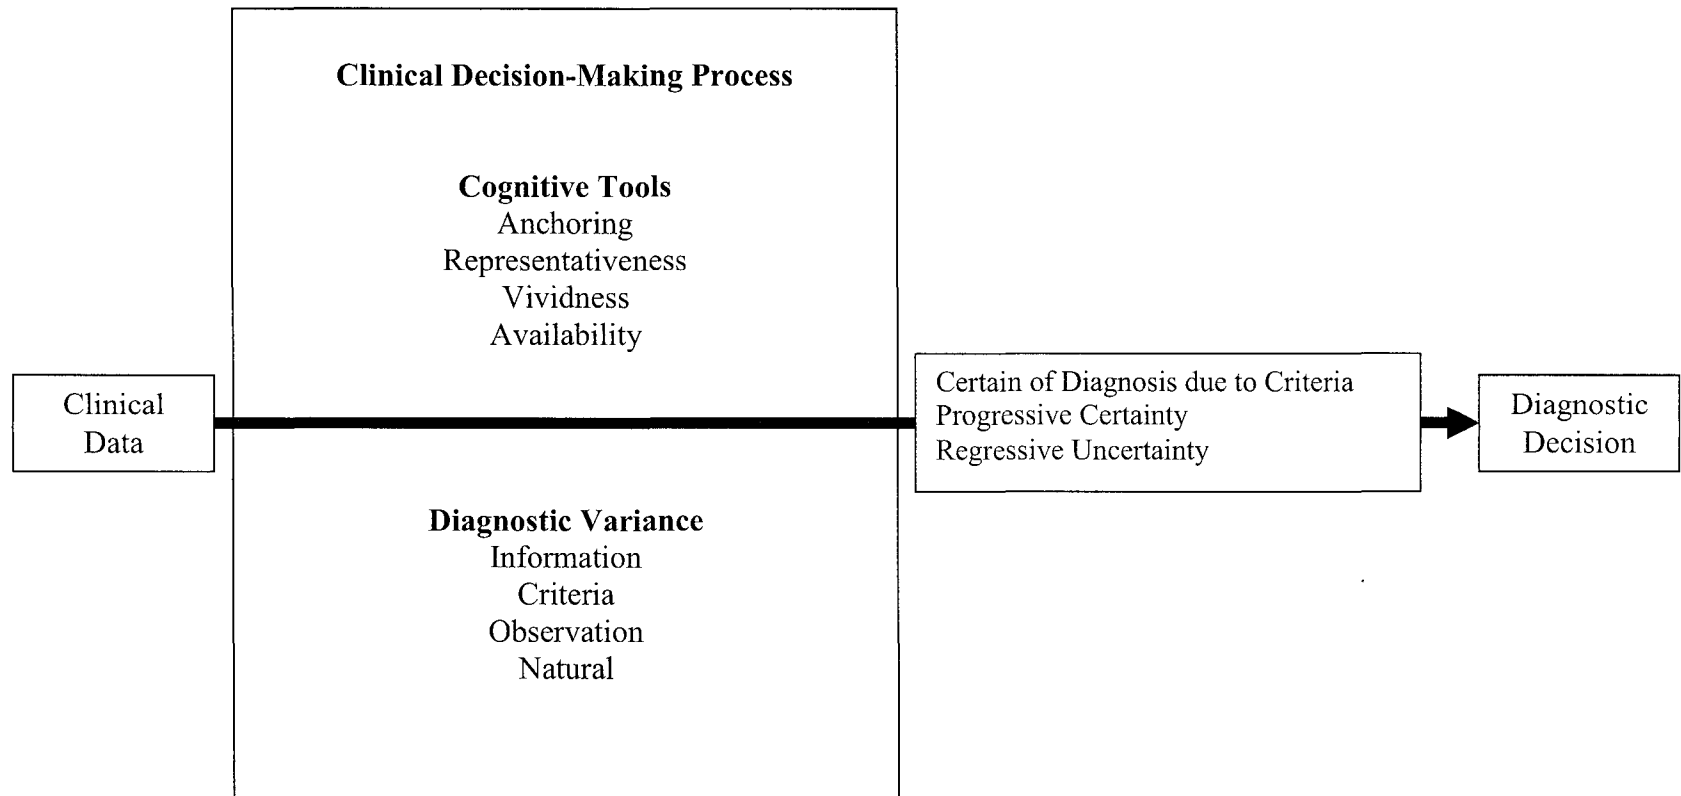 Clinical Decision-Making Process
Cognitive Tools
Anchoring
Representativeness
Vividness
Availability
Clinical
Data
Certain of Diagnosis due to Criteria
Progressive Certainty
Regressive Uncertainty
Diagnostic
Decision
Diagnostic Variance
Information
Criteria
Observation
Natural